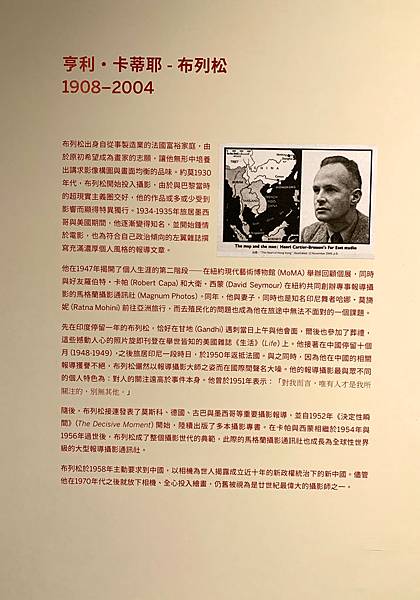 亨利・卡蒂耶 - 布列松
1908–2004
布列松出身自從事製造業的法國富裕家庭，由
於原初希望成為畫家的志願，讓他無形中培養
出講求影像構圖與畫面均衡的品味。約莫1930
年代，布列松開始投入攝影，由於與巴黎當時
的超現實主義圈交好，他的作品或多或少受到
影響而顯得特異獨行。1934-1935年旅居墨西
哥與美國期間，他逐漸變得知名，並開始鍾情
於電影，也為符合自己政治傾向的左翼雜誌撰
寫充滿濃厚個人風格的報導文章。
TIBET
CHINA
INDIA
The map and the man: Henri Cartier-Bresson's Far East studio
他在1947年揭開了個人生涯的第二階段——在紐約現代藝術博物館 (MoMA) 舉辦回顧個展，同時
與好友羅伯特・卡帕 (Robert Capa) 和大衛・西蒙 (David Seymour) 在紐約共同創辦專事報導攝
影的馬格蘭攝影通訊社 (Magnum Photos)。同年，他與妻子，同時也是知名印尼舞者哈娜．莫旖
妮 (Ratna Mohini) 前往亞洲旅行，而去殖民化的問題也成為他在旅途中無法不面對的一個課題。
先在印度停留一年的布列松，恰好在甘地 (Gandhi) 遇刺當日上午與他會面，爾後也參加了葬禮，
這些撼動人心的照片旋即刊登在舉世皆知的美國雜誌《生活》(Life) 上。他接著在中國停留十個
月 (1948-1949)，之後旅居印尼一段時日，於1950年返抵法國。與之同時，因為他在中國的相關
報導獲譽不絕，布列松儼然以報導攝影大師之姿而在國際間聲名大噪。他的報導攝影最與眾不同
的個人特色為：對人的關注遠高於事件本身。他曾於1951年表示：「對我而言，唯有人才是我所
關注的，別無其他。」
隨後，布列松接連發表了莫斯科、德國、古巴與墨西哥等重要攝影報導，並自1952年《決定性瞬
間》(The Decisive Moment) 開始，陸續出版了多本攝影專書。在卡帕與西蒙相繼於1954年與
1956年過世後，布列松成了整個攝影世代的典範，此際的馬格蘭攝影通訊社也成長為全球性世界
級的大型報導攝影通訊社。
布列松於1958年主動要求到中國，以相機為世人揭露成立近十年的新政權統治下的新中國。儘管
他在1970年代之後就放下相機、全心投入繪畫，仍舊被視為是廿世紀最偉大的攝影師之一。